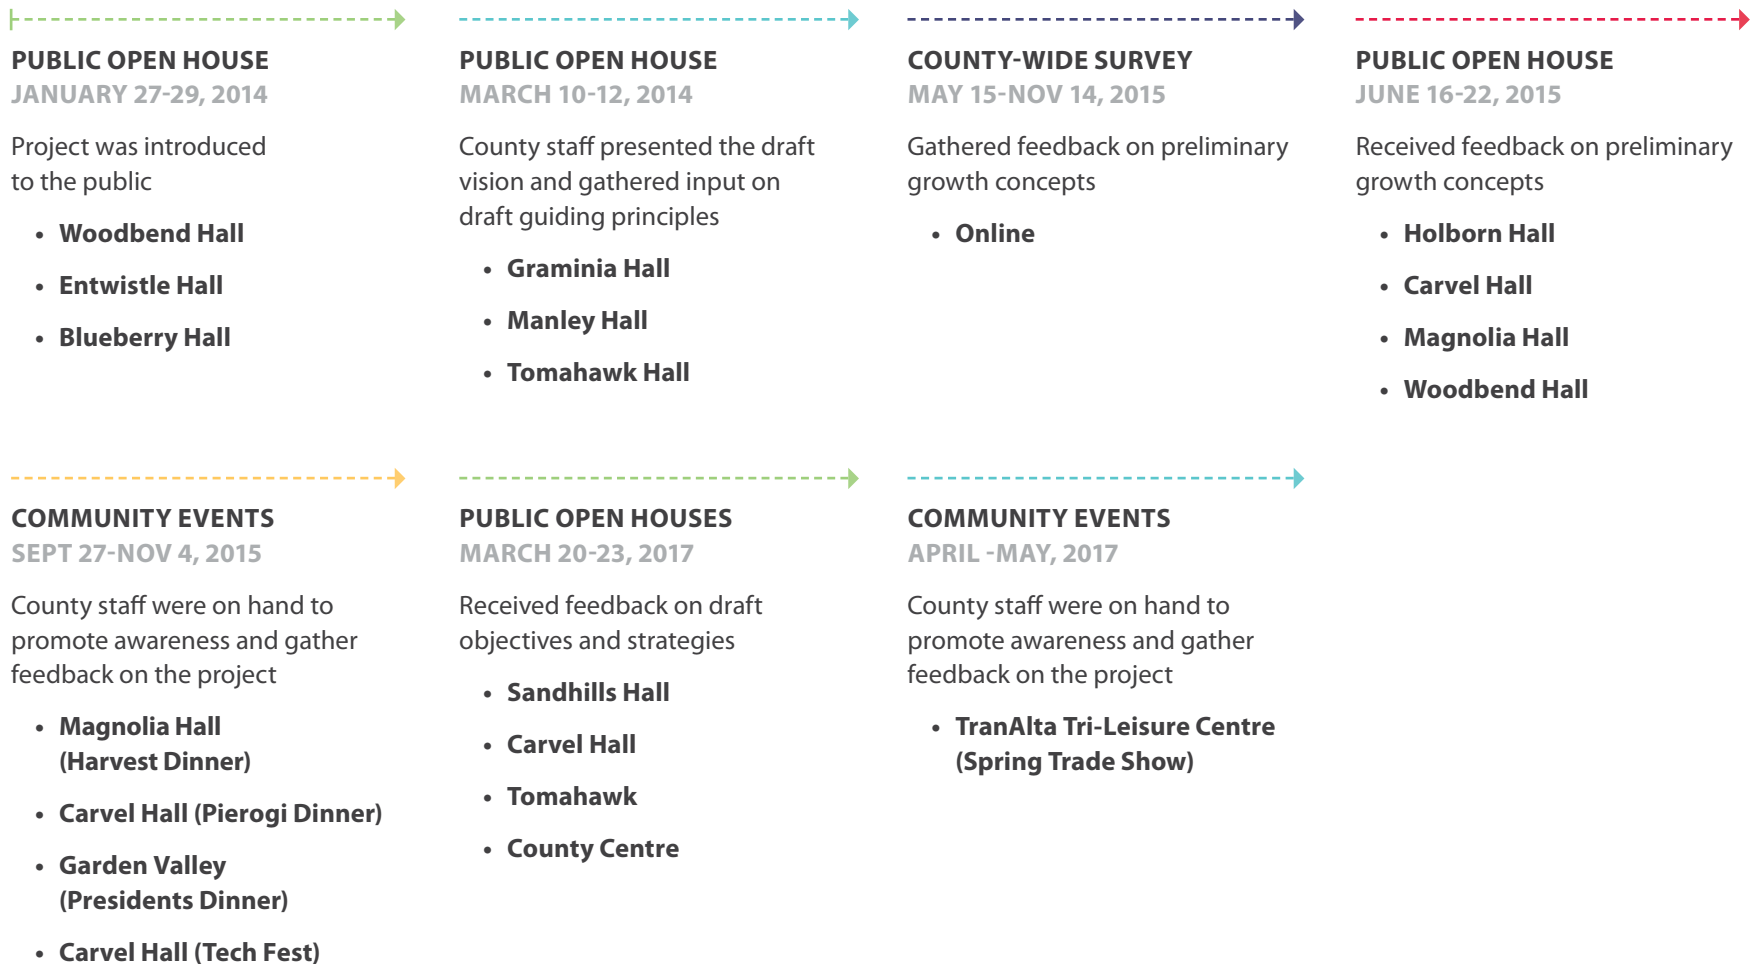 PUBLIC OPEN HOUSE
JANUARY 27-29, 2014
Project was introduced
to the public
• Woodbend Hall
• Entwistle Hall
• Blueberry Hall
PUBLIC OPEN HOUSE
MARCH 10-12, 2014
County staff presented the draft
vision and gathered input on
draft guiding principles
• Graminia Hall
• Manley Hall
• Tomahawk Hall
COUNTY-WIDE SURVEY
MAY 15-NOV 14, 2015
Gathered feedback on preliminary
growth concepts
• Online
PUBLIC OPEN HOUSE
JUNE 16-22, 2015
Received feedback on preliminary
growth concepts
• Holborn Hall
• Carvel Hall
• Magnolia Hall
• Woodbend Hall
COMMUNITY EVENTS
SEPT 27-NOV 4, 2015
County staff were on hand to
promote awareness and gather
feedback on the project
• Magnolia Hall
(Harvest Dinner)
• Carvel Hall (Pierogi Dinner)
• Garden Valley
(Presidents Dinner)
• Carvel Hall (Tech Fest)
PUBLIC OPEN HOUSES
MARCH 20-23, 2017
Received feedback on draft
objectives and strategies
• Sandhills Hall
• Carvel Hall
• Tomahawk
• County Centre
COMMUNITY EVENTS
APRIL -MAY, 2017
County staff were on hand to
promote awareness and gather
feedback on the project
• TranAlta Tri-Leisure Centre
(Spring Trade Show)